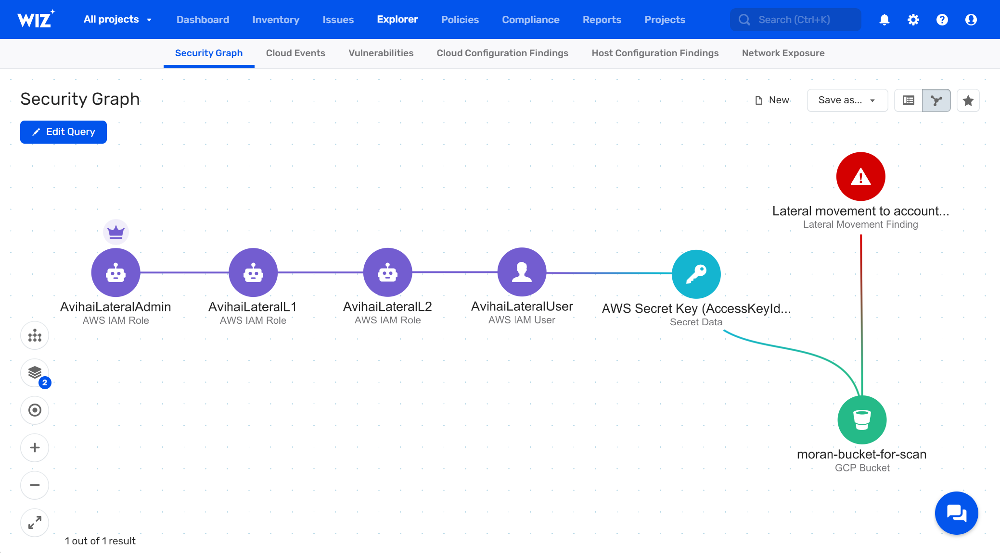 WIZ
All projects
Dashboard
Inventory
Issues
Explorer
Policies
Compliance
Reports
Projects
Search (Ctrl+K)
Security Graph
Cloud Events
Vulnerabilities
Cloud Configuration Findings
Host Configuration Findings
Network Exposure
Security Graph
New
Save as...
Edit Query
Lateral movement to account...
Lateral Movement Finding
AvihaiLateralAdmin
AWS IAM Role
AvihaiLateralL1
AWS IAM Role
AvihaiLateralL2
AWS IAM Role
AvihaiLateralUser
AWS IAM User
AWS Secret Key (AccessKeyId...
Secret Data
2
moran-bucket-for-scan
GCP Bucket
1 out of 1 result